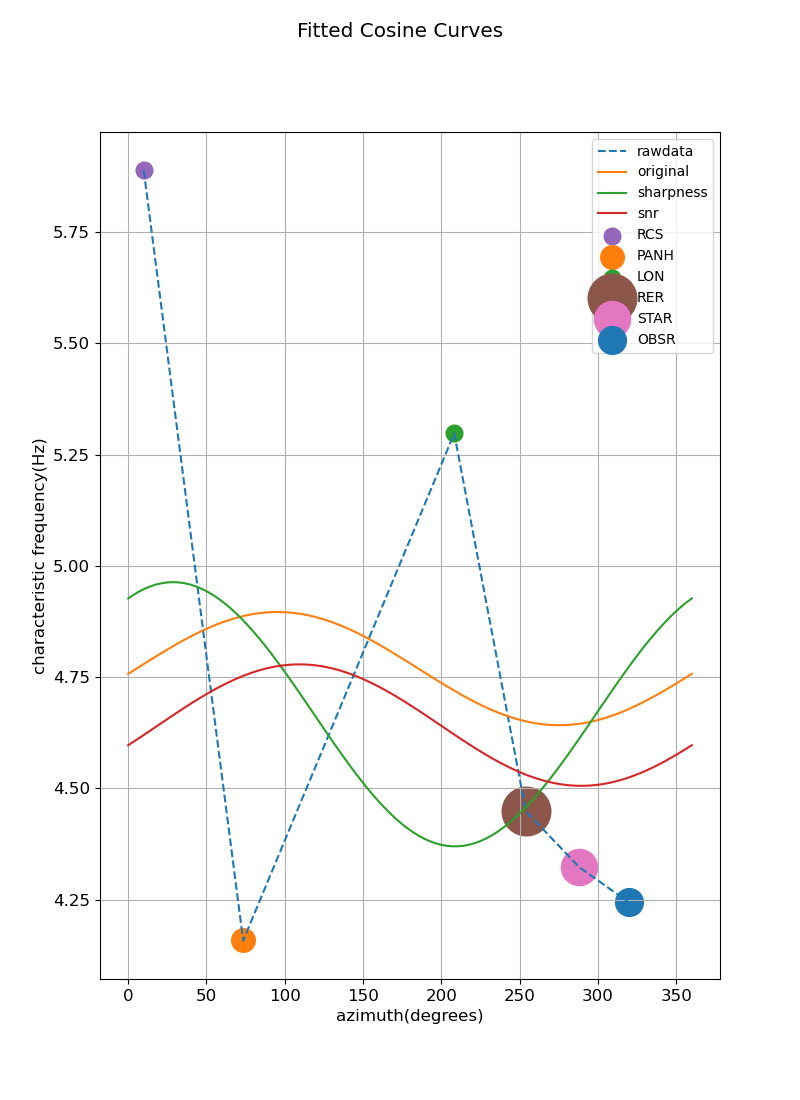 Fitted Cosine Curves
rawdata
original
sharpness
snr
RCS
PANH
LON
RER
STAR
OBSR
characteristic frequency(Hz)
5.75
5.50
5.25
5.00
4.75
4.50
4.25
0 50 100 150 200 250 300 350
azimuth(degrees)